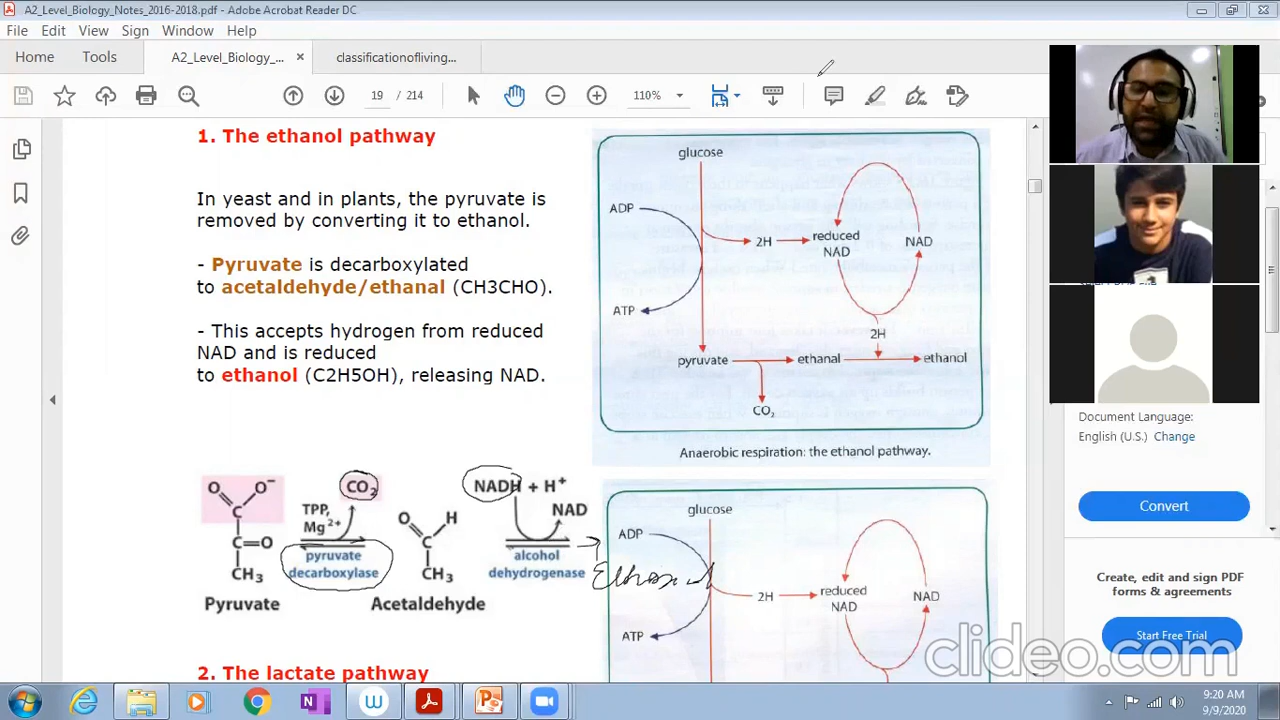 A2_Level_Biology_Notes_2016-2018.pdf - Adobe Acrobat Reader DC
File Edit View Sign Window Help
Home Tools A2_Level_Biology_... × classificationofliving...
19 / 214 110%
1. The ethanol pathway
In yeast and in plants, the pyruvate is
removed by converting it to ethanol.
- Pyruvate is decarboxylated
to acetaldehyde/ethanal (CH3CHO).
- This accepts hydrogen from reduced
NAD and is reduced
to ethanol (C2H5OH), releasing NAD.
glucose
ADP
2H
reduced
NAD
NAD
ATP
2H
pyruvate
ethanal
ethanol
CO₂
Anaerobic respiration: the ethanol pathway.
O O⁻
C
C=O
CH₃
Pyruvate
TPP,
Mg²⁺
CO₂
pyruvate
decarboxylase
O H
C
CH₃
Acetaldehyde
NADH + H⁺
NAD
alcohol
dehydrogenase
Ethanol
glucose
ADP
2H
reduced
NAD
NAD
ATP
2. The lactate pathway
Document Language:
English (U.S.) Change
Convert
Create, edit and sign PDF
forms & agreements
Start Free Trial
clideo.com
9:20 AM
9/9/2020